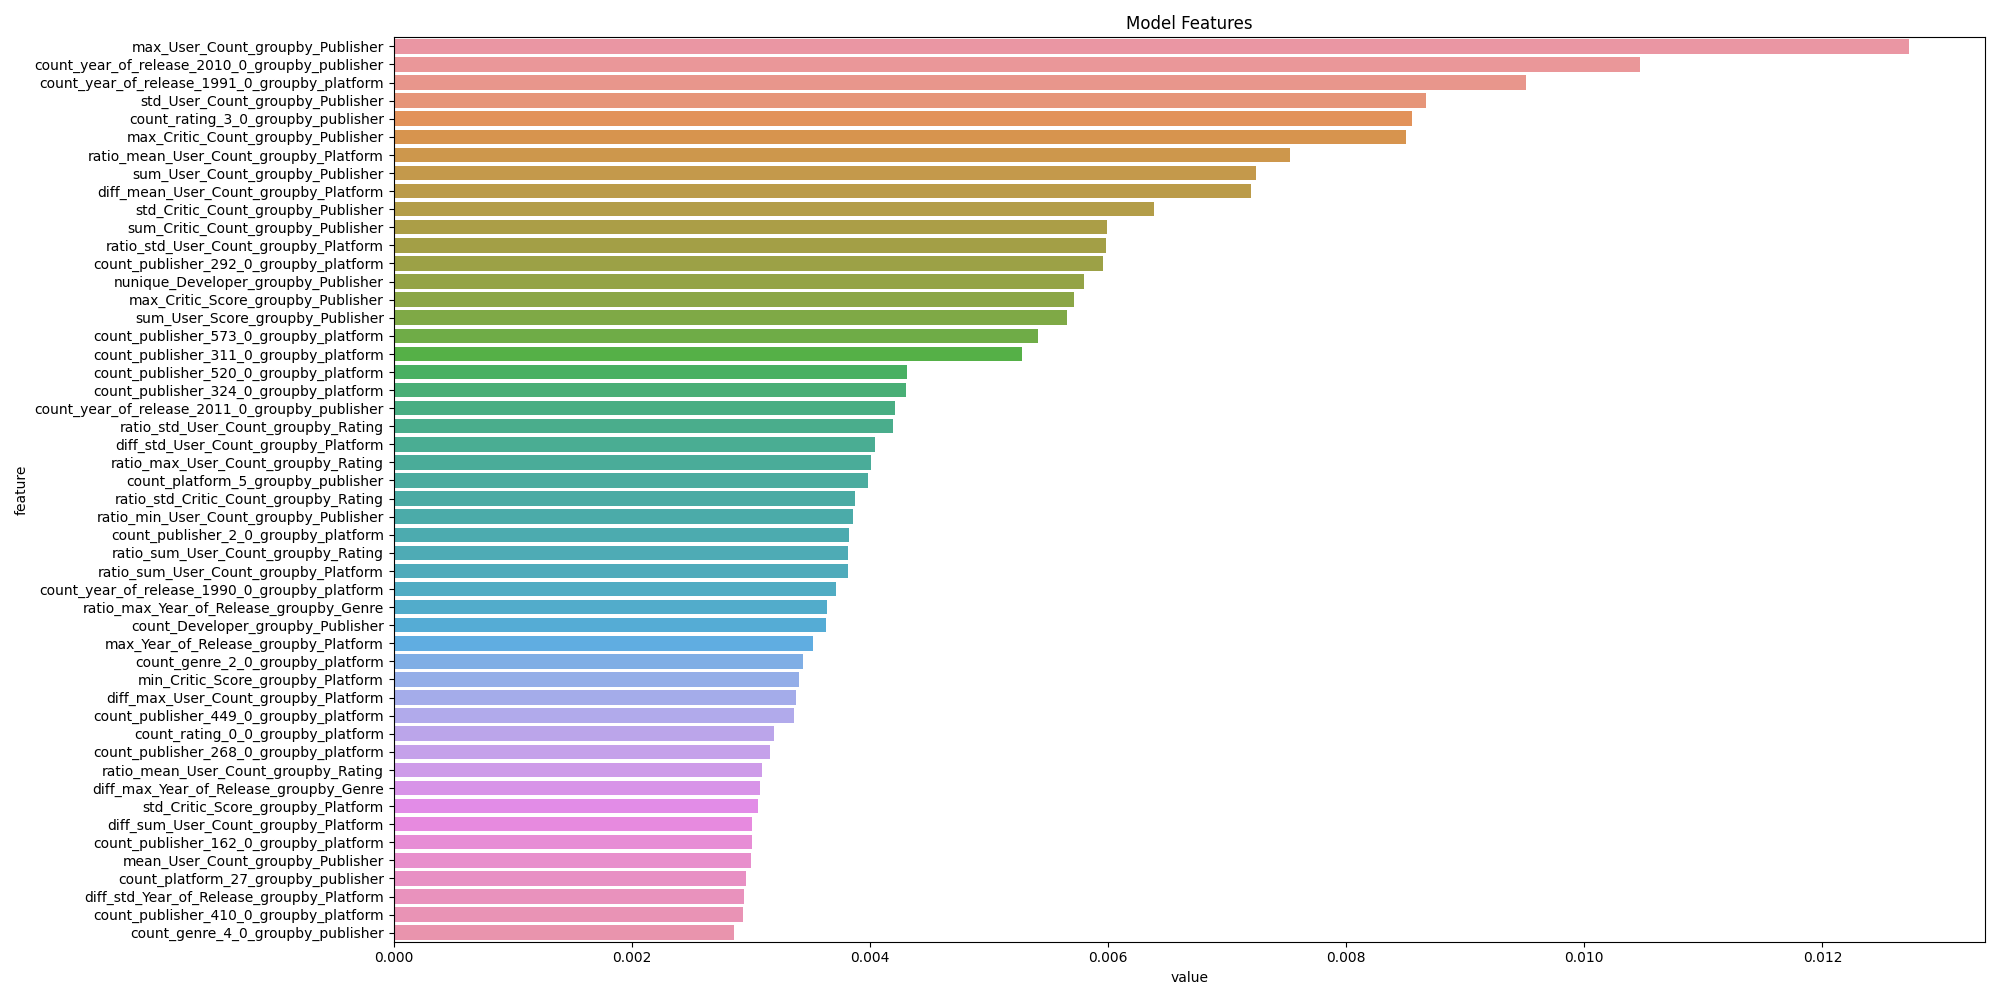 Model Features
max_User_Count_groupby_Publisher
count_year_of_release_2010_0_groupby_publisher
count_year_of_release_1991_0_groupby_platform
std_User_Count_groupby_Publisher
count_rating_3_0_groupby_publisher
max_Critic_Count_groupby_Publisher
ratio_mean_User_Count_groupby_Platform
sum_User_Count_groupby_Publisher
diff_mean_User_Count_groupby_Platform
std_Critic_Count_groupby_Publisher
sum_Critic_Count_groupby_Publisher
ratio_std_User_Count_groupby_Platform
count_publisher_292_0_groupby_platform
nunique_Developer_groupby_Publisher
max_Critic_Score_groupby_Publisher
sum_User_Score_groupby_Publisher
count_publisher_573_0_groupby_platform
count_publisher_311_0_groupby_platform
count_publisher_520_0_groupby_platform
count_publisher_324_0_groupby_platform
count_year_of_release_2011_0_groupby_publisher
ratio_std_User_Count_groupby_Rating
diff_std_User_Count_groupby_Platform
ratio_max_User_Count_groupby_Rating
count_platform_5_groupby_publisher
ratio_std_Critic_Count_groupby_Rating
ratio_min_User_Count_groupby_Publisher
count_publisher_2_0_groupby_platform
ratio_sum_User_Count_groupby_Rating
ratio_sum_User_Count_groupby_Platform
count_year_of_release_1990_0_groupby_platform
ratio_max_Year_of_Release_groupby_Genre
count_Developer_groupby_Publisher
max_Year_of_Release_groupby_Platform
count_genre_2_0_groupby_platform
min_Critic_Score_groupby_Platform
diff_max_User_Count_groupby_Platform
count_publisher_449_0_groupby_platform
count_rating_0_0_groupby_platform
count_publisher_268_0_groupby_platform
ratio_mean_User_Count_groupby_Rating
diff_max_Year_of_Release_groupby_Genre
std_Critic_Score_groupby_Platform
diff_sum_User_Count_groupby_Platform
count_publisher_162_0_groupby_platform
mean_User_Count_groupby_Publisher
count_platform_27_groupby_publisher
diff_std_Year_of_Release_groupby_Platform
count_publisher_410_0_groupby_platform
count_genre_4_0_groupby_publisher
feature
0.000 0.002 0.004 0.006 0.008 0.010 0.012
value